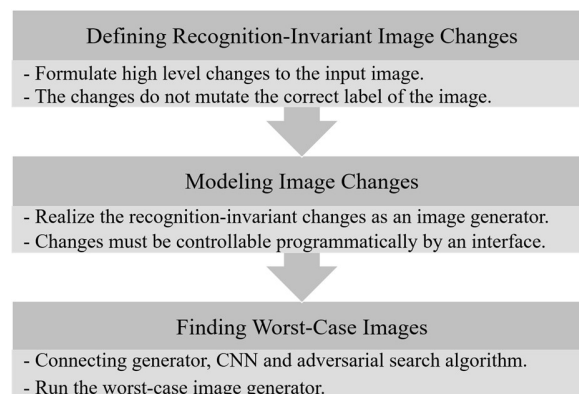 Defining Recognition-Invariant Image Changes
- Formulate high level changes to the input image.
- The changes do not mutate the correct label of the image.
Modeling Image Changes
- Realize the recognition-invariant changes as an image generator.
- Changes must be controllable programmatically by an interface.
Finding Worst-Case Images
- Connecting generator, CNN and adversarial search algorithm.
- Run the worst-case image generator.